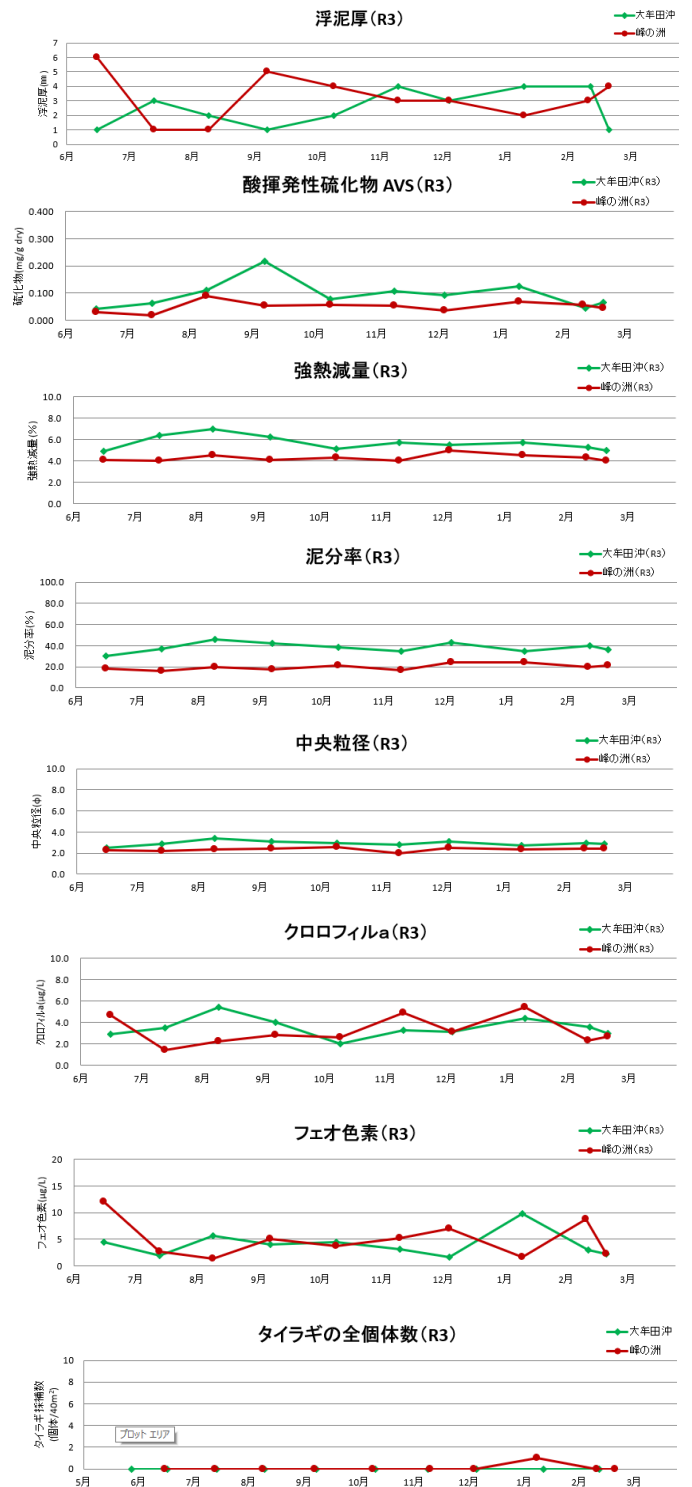 浮泥厚（R3）
大牟田沖
峰の洲
浮泥厚(㎜)
7
6
5
4
3
2
1
0
6月 7月 8月 9月 10月 11月 12月 1月 2月 3月
酸揮発性硫化物 AVS（R3）
大牟田沖(R3)
峰の洲(R3)
硫化物(mg/g dry)
0.400
0.300
0.200
0.100
0.000
6月 7月 8月 9月 10月 11月 12月 1月 2月 3月
強熱減量（R3）
大牟田沖(R3)
峰の洲(R3)
強熱減量(%)
10.0
8.0
6.0
4.0
2.0
0.0
6月 7月 8月 9月 10月 11月 12月 1月 2月 3月
泥分率（R3）
大牟田沖(R3)
峰の洲(R3)
泥分率(%)
100.0
80.0
60.0
40.0
20.0
0.0
6月 7月 8月 9月 10月 11月 12月 1月 2月 3月
中央粒径（R3）
大牟田沖(R3)
峰の洲(R3)
中央粒径(φ)
10.0
8.0
6.0
4.0
2.0
0.0
6月 7月 8月 9月 10月 11月 12月 1月 2月 3月
クロロフィルa（R3）
大牟田沖(R3)
峰の洲(R3)
クロロフィルa(μg/L)
10.0
8.0
6.0
4.0
2.0
0.0
6月 7月 8月 9月 10月 11月 12月 1月 2月 3月
フェオ色素（R3）
大牟田沖(R3)
峰の洲(R3)
フェオ色素(μg/L)
20
15
10
5
0
6月 7月 8月 9月 10月 11月 12月 1月 2月 3月
タイラギの全個体数（R3）
大牟田沖
峰の洲
タイラギ採捕数
(個体/40m²)
10
8
6
4
2
0
プロット エリア
5月 6月 7月 8月 9月 10月 11月 12月 1月 2月 3月